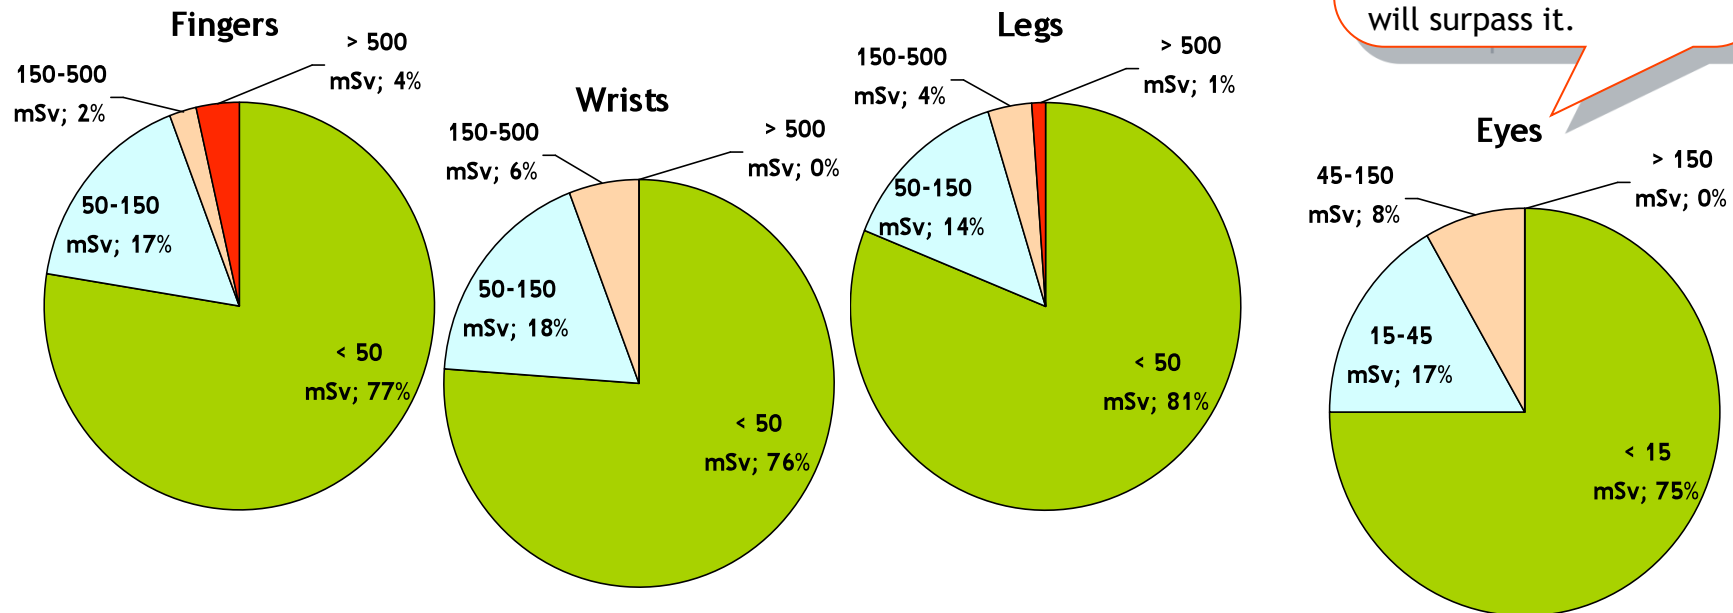 Fingers
> 500
mSv; 4%
150-500
mSv; 2%
50-150
mSv; 17%
< 50
mSv; 77%
Wrists
150-500
mSv; 6%
> 500
mSv; 0%
50-150
mSv; 18%
< 50
mSv; 76%
Legs
150-500
mSv; 4%
> 500
mSv; 1%
50-150
mSv; 14%
< 50
mSv; 81%
will surpass it.
Eyes
45-150
mSv; 8%
> 150
mSv; 0%
15-45
mSv; 17%
< 15
mSv; 75%